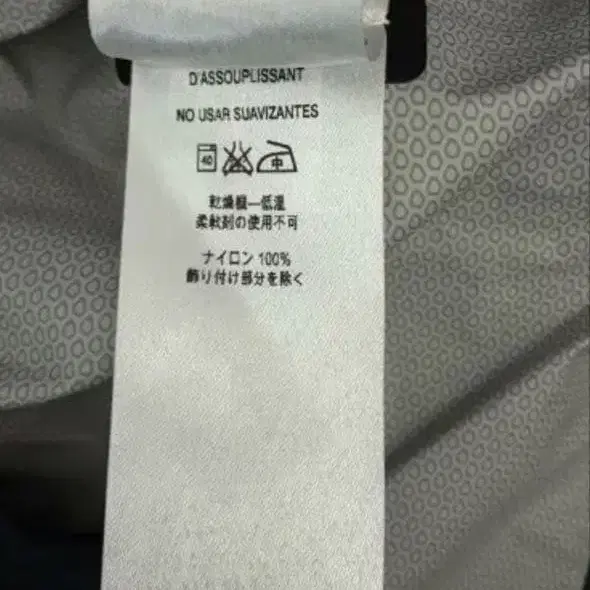 D'ASSOUPLISSANT
NO USAR SUAVIZANTES
40 中
乾燥機―低温
柔軟剤の使用不可
ナイロン 100%
飾り付け部分を除く